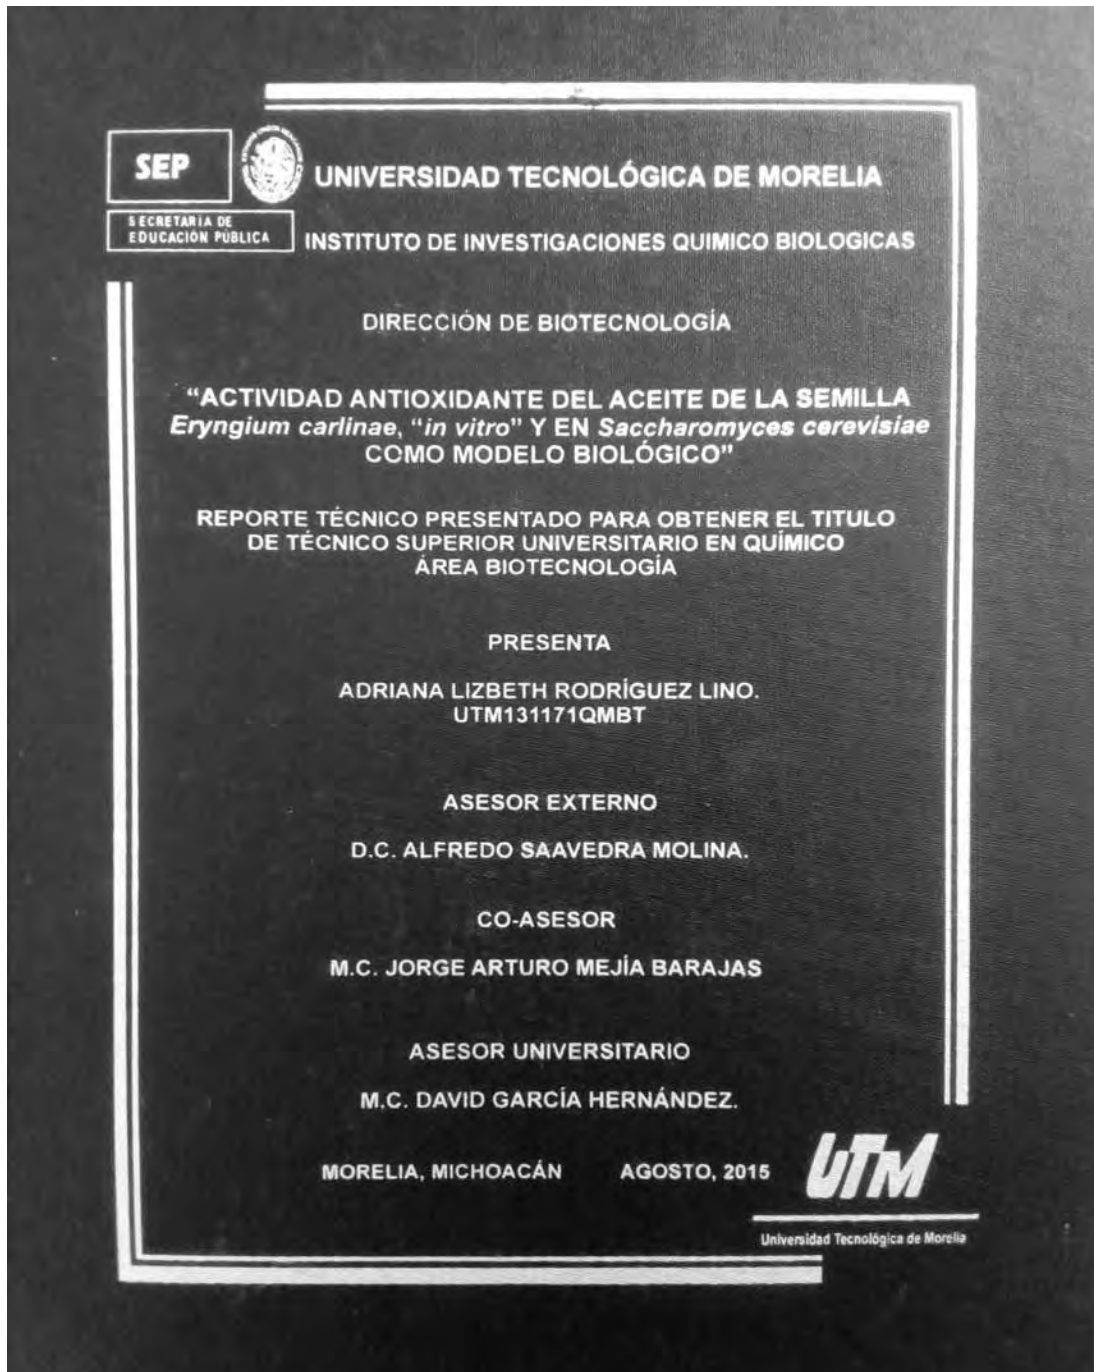 SEP
SECRETARIA DE
EDUCACIÓN PÚBLICA
UNIVERSIDAD TECNOLÓGICA DE MORELIA
INSTITUTO DE INVESTIGACIONES QUIMICO BIOLOGICAS
DIRECCIÓN DE BIOTECNOLOGÍA
“ACTIVIDAD ANTIOXIDANTE DEL ACEITE DE LA SEMILLA
Eryngium carlinae, “in vitro” Y EN Saccharomyces cerevisiae
COMO MODELO BIOLÓGICO”
REPORTE TÉCNICO PRESENTADO PARA OBTENER EL TITULO
DE TÉCNICO SUPERIOR UNIVERSITARIO EN QUÍMICO
ÁREA BIOTECNOLOGÍA
PRESENTA
ADRIANA LIZBETH RODRÍGUEZ LINO.
UTM131171QMBT
ASESOR EXTERNO
D.C. ALFREDO SAAVEDRA MOLINA.
CO-ASESOR
M.C. JORGE ARTURO MEJÍA BARAJAS
ASESOR UNIVERSITARIO
M.C. DAVID GARCÍA HERNÁNDEZ.
MORELIA, MICHOACÁN AGOSTO, 2015
UTM
Universidad Tecnológica de Morelia